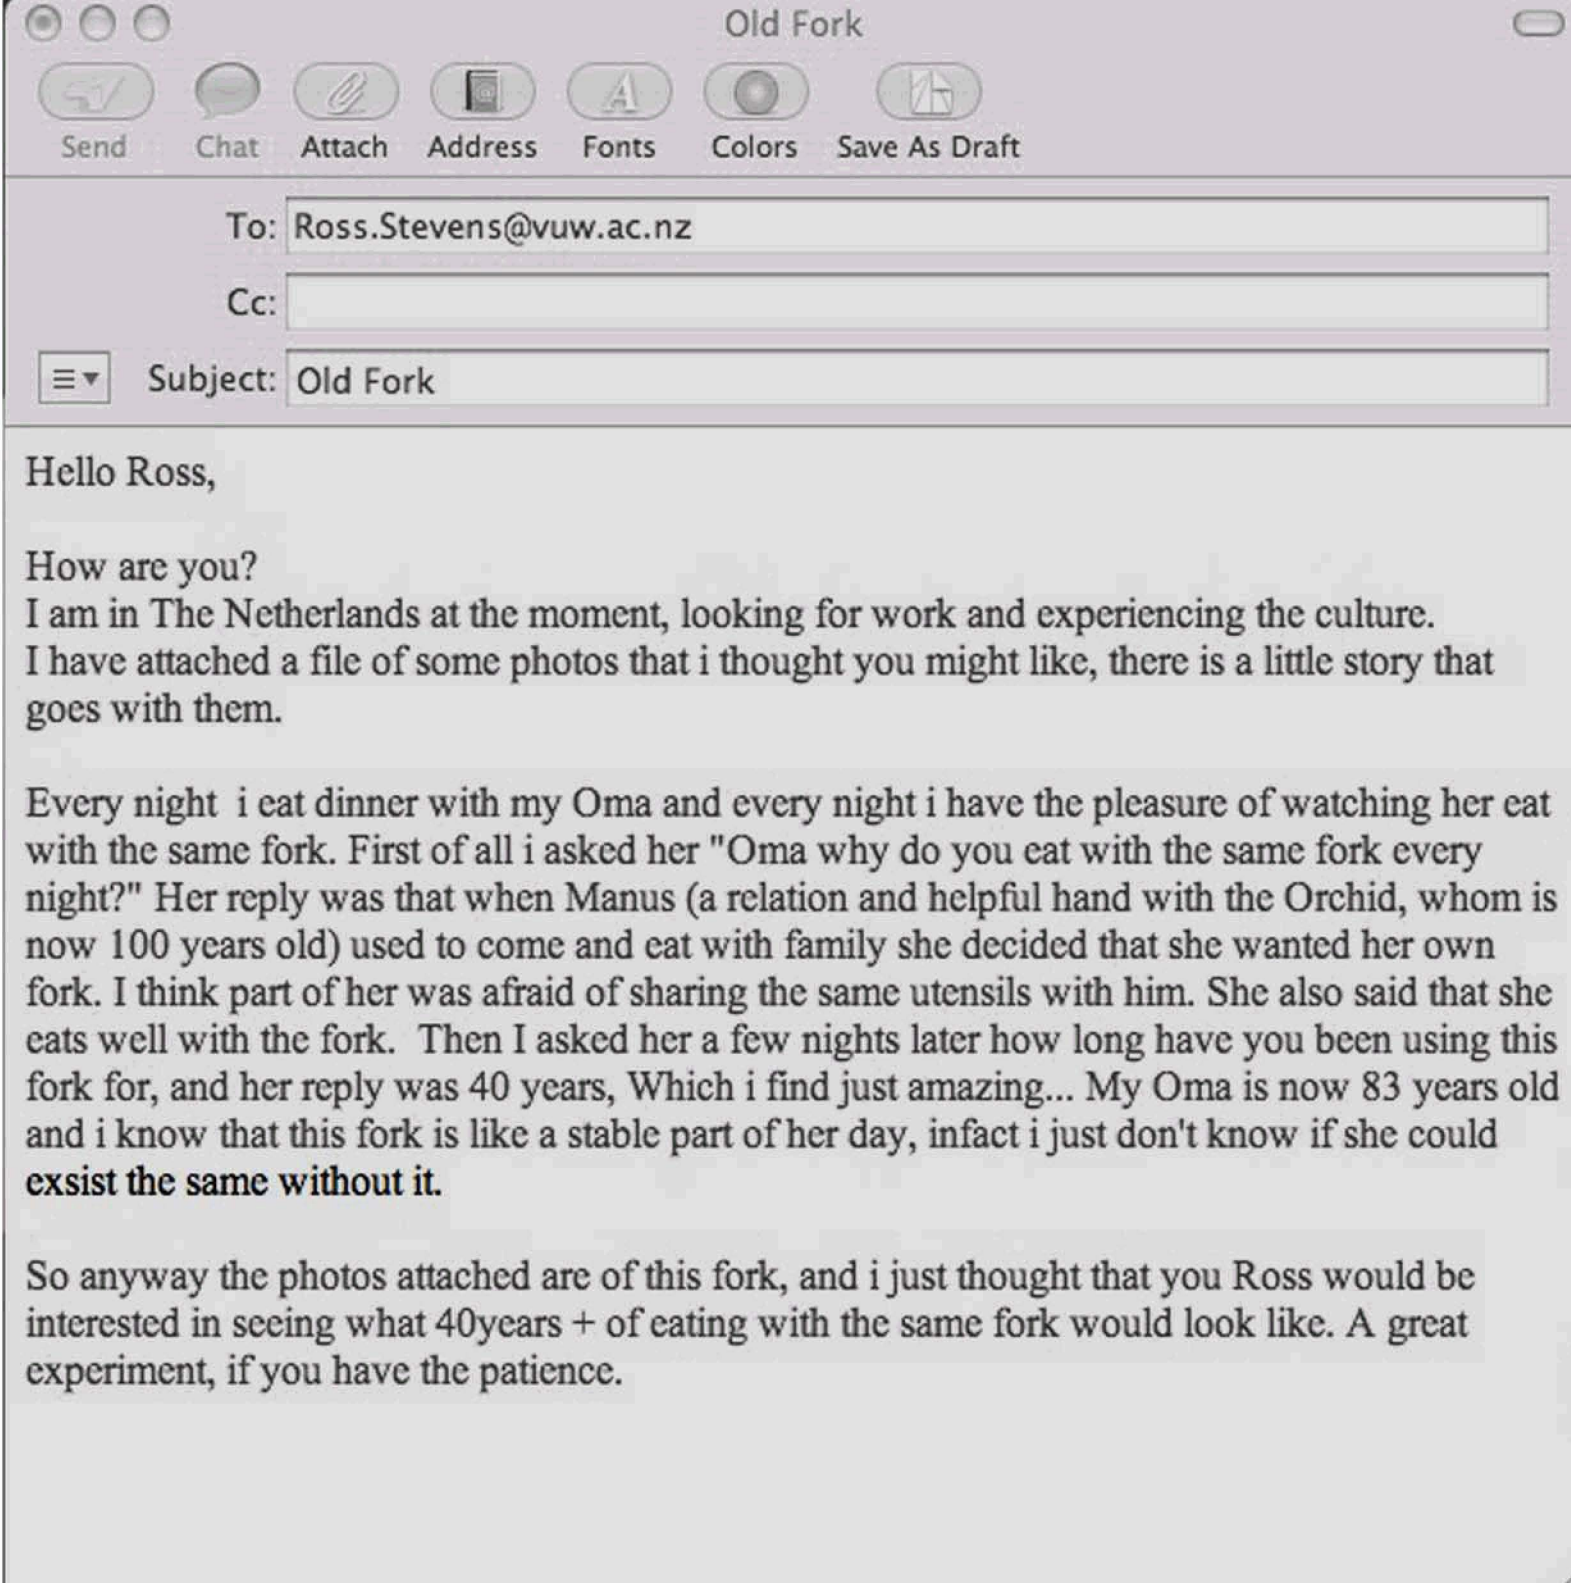 Old Fork
Send Chat Attach Address Fonts Colors Save As Draft
To: Ross.Stevens@vuw.ac.nz
Cc:
Subject: Old Fork
Hello Ross,
How are you?
I am in The Netherlands at the moment, looking for work and experiencing the culture.
I have attached a file of some photos that i thought you might like, there is a little story that
goes with them.
Every night  i eat dinner with my Oma and every night i have the pleasure of watching her eat
with the same fork. First of all i asked her "Oma why do you eat with the same fork every
night?" Her reply was that when Manus (a relation and helpful hand with the Orchid, whom is
now 100 years old) used to come and eat with family she decided that she wanted her own
fork. I think part of her was afraid of sharing the same utensils with him. She also said that she
eats well with the fork.  Then I asked her a few nights later how long have you been using this
fork for, and her reply was 40 years, Which i find just amazing... My Oma is now 83 years old
and i know that this fork is like a stable part of her day, infact i just don't know if she could
exsist the same without it.
So anyway the photos attached are of this fork, and i just thought that you Ross would be
interested in seeing what 40years + of eating with the same fork would look like. A great
experiment, if you have the patience.